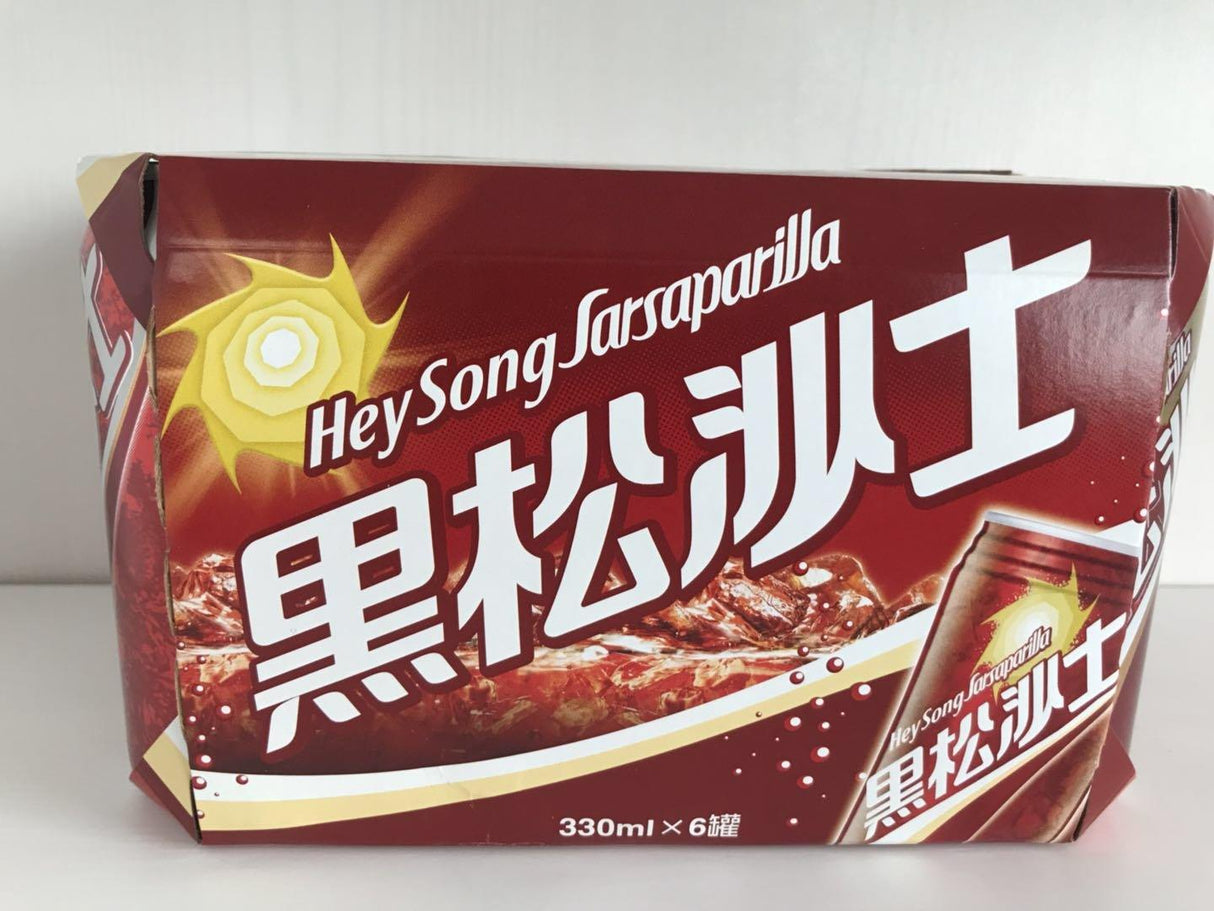 Hey Song Sarsaparilla
黑松沙士
Hey Song Sarsaparilla
黑松沙士
330ml×6罐